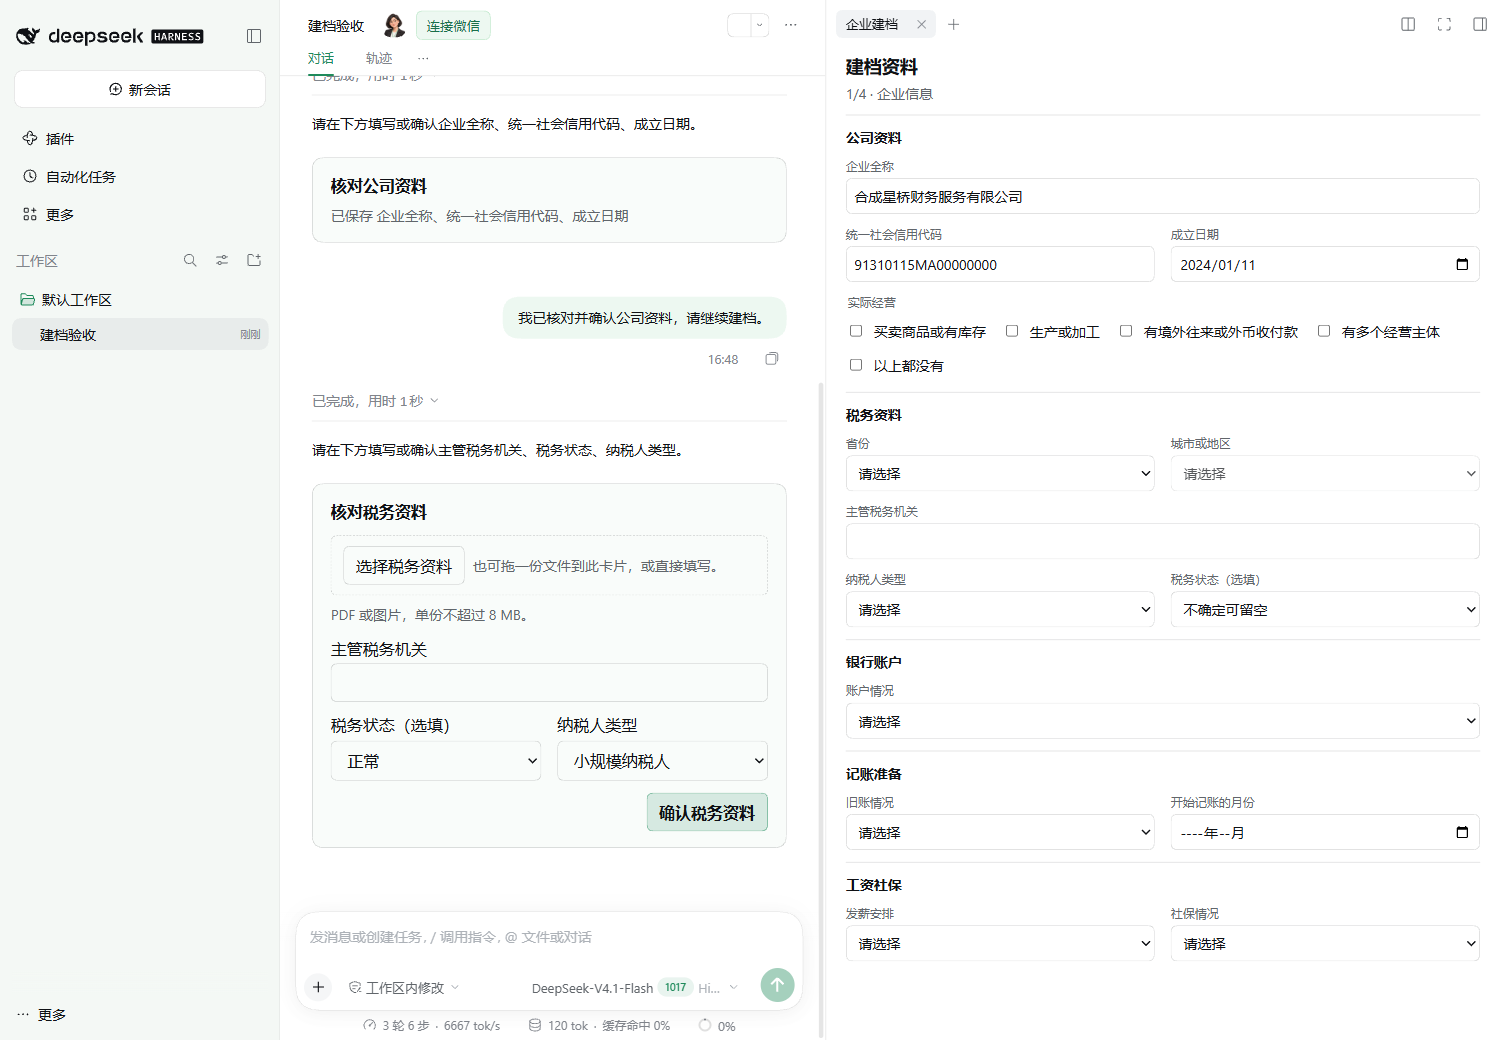 deepseek HARNESS
新会话
插件
自动化任务
更多
工作区
默认工作区
建档验收 刚刚
更多
建档验收 连接微信
对话 轨迹
已完成，用时 1秒
请在下方填写或确认企业全称、统一社会信用代码、成立日期。
核对公司资料
已保存 企业全称、统一社会信用代码、成立日期
我已核对并确认公司资料，请继续建档。
16:48
已完成，用时 1秒
请在下方填写或确认主管税务机关、税务状态、纳税人类型。
核对税务资料
选择税务资料 也可拖一份文件到此卡片，或直接填写。
PDF 或图片，单份不超过 8 MB。
主管税务机关
税务状态（选填） 纳税人类型
正常 小规模纳税人
确认税务资料
发消息或创建任务, / 调用指令, @ 文件或对话
工作区内修改 DeepSeek-V4.1-Flash 1017 Hi...
3 轮 6 步 · 6667 tok/s 120 tok · 缓存命中 0% 0%
企业建档
建档资料
1/4 · 企业信息
公司资料
企业全称
合成星桥财务服务有限公司
统一社会信用代码 成立日期
91310115MA00000000 2024/01/11
实际经营
买卖商品或有库存 生产或加工 有境外往来或外币收付款 有多个经营主体
以上都没有
税务资料
省份 城市或地区
请选择 请选择
主管税务机关
纳税人类型 税务状态（选填）
请选择 不确定可留空
银行账户
账户情况
请选择
记账准备
旧账情况 开始记账的月份
请选择 ----年--月
工资社保
发薪安排 社保情况
请选择 请选择